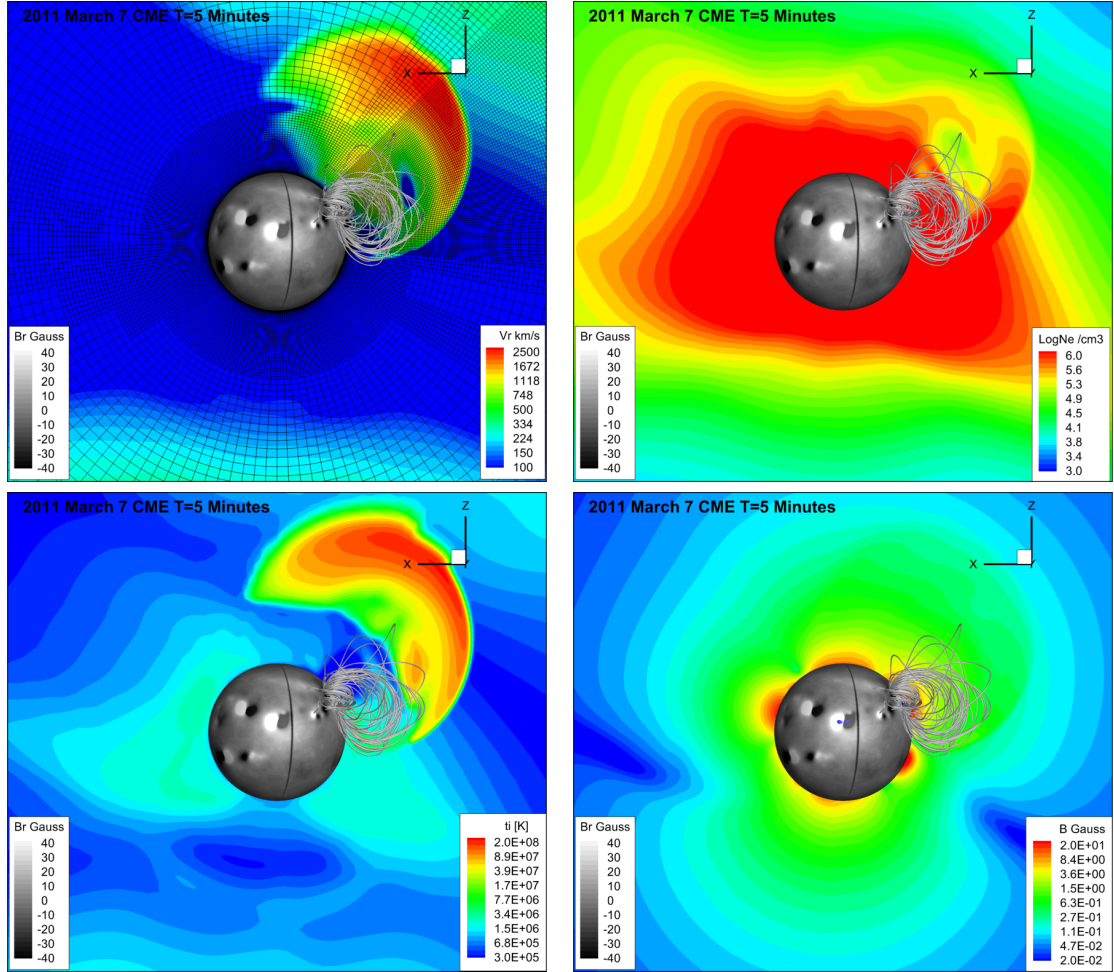 2011 March 7 CME T=5 Minutes
Z
X
Y
Br Gauss
40
30
20
10
0
-10
-20
-30
-40
Vr km/s
2500
1672
1118
748
500
334
224
150
100
2011 March 7 CME T=5 Minutes
Z
X
Y
Br Gauss
40
30
20
10
0
-10
-20
-30
-40
LogNe /cm3
6.0
5.6
5.3
4.9
4.5
4.1
3.8
3.4
3.0
2011 March 7 CME T=5 Minutes
Z
X
Y
Br Gauss
40
30
20
10
0
-10
-20
-30
-40
ti [K]
2.0E+08
8.9E+07
3.9E+07
1.7E+07
7.7E+06
3.4E+06
1.5E+06
6.8E+05
3.0E+05
2011 March 7 CME T=5 Minutes
Z
X
Y
Br Gauss
40
30
20
10
0
-10
-20
-30
-40
B Gauss
2.0E+01
8.4E+00
3.6E+00
1.5E+00
6.3E-01
2.7E-01
1.1E-01
4.7E-02
2.0E-02